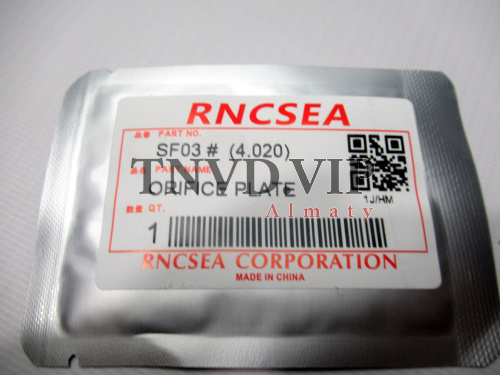 RNCSEA
品番 PART NO.
SF03# (4.020)
品名 PART NAME
ORIFICE PLATE
数量 QT.
1
1J/HM
RNCSEA CORPORATION
MADE IN CHINA
TNVD VIP
Almaty